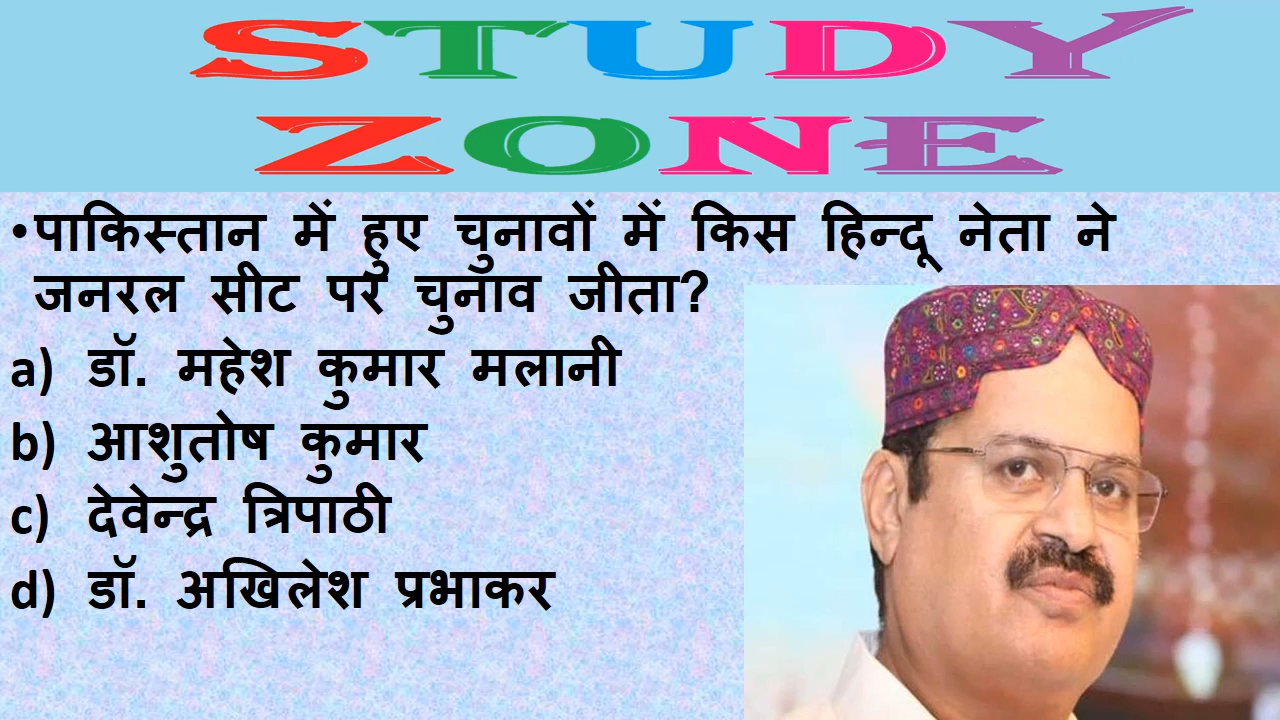 STUDY
ZONE
•पाकिस्तान में हुए चुनावों में किस हिन्दू नेता ने
जनरल सीट पर चुनाव जीता?
a) डॉ. महेश कुमार मलानी
b) आशुतोष कुमार
c) देवेन्द्र त्रिपाठी
d) डॉ. अखिलेश प्रभाकर